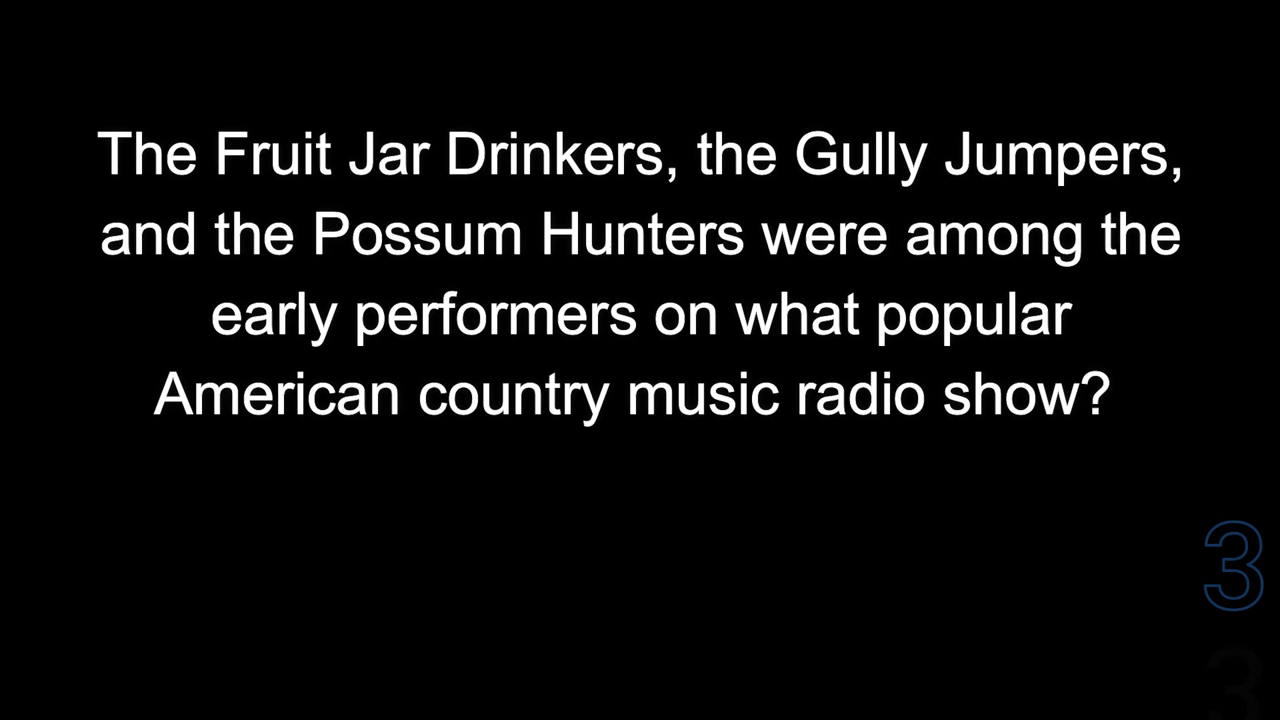 The Fruit Jar Drinkers, the Gully Jumpers,
and the Possum Hunters were among the
early performers on what popular
American country music radio show?
3
3